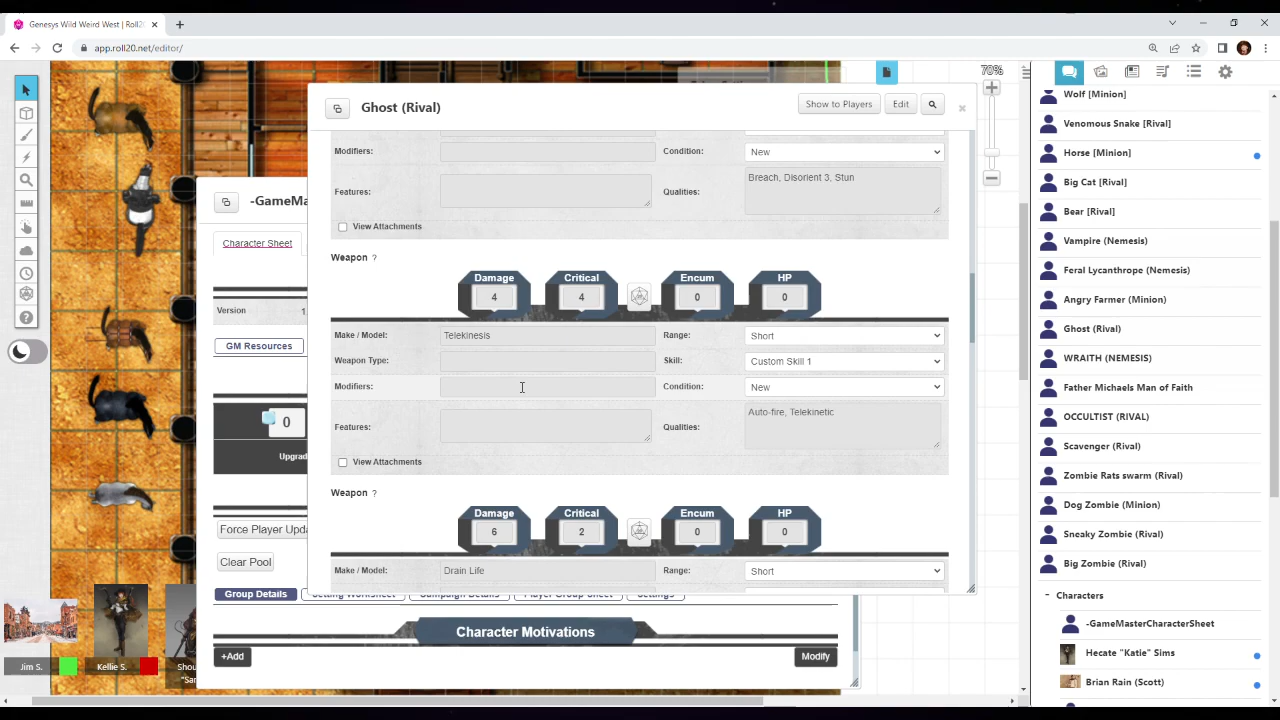 Genesys Wild Weird West | Roll2
app.roll20.net/editor/
70%
Ghost (Rival)
Show to Players
Edit
Modifiers:
Condition:
New
Features:
Qualities:
Breach, Disorient 3, Stun
View Attachments
Weapon ?
Damage
Critical
Encum
HP
4
4
0
0
Make / Model:
Telekinesis
Range:
Short
Weapon Type:
Skill:
Custom Skill 1
Modifiers:
Condition:
New
Features:
Qualities:
Auto-fire, Telekinetic
View Attachments
Weapon ?
Damage
Critical
Encum
HP
6
2
0
0
Make / Model:
Drain Life
Range:
Short
-GameMa
Character Sheet
Version
1
GM Resources
0
Upgrad
Force Player Upda
Clear Pool
Group Details
Setting Worksheet
Campaign Details
Player Group Sheet
Settings
Character Motivations
+Add
Modify
Jim S.
Kellie S.
Shou
"Sar
Wolf [Minion]
Venomous Snake [Rival]
Horse [Minion]
Big Cat [Rival]
Bear [Rival]
Vampire (Nemesis)
Feral Lycanthrope (Nemesis)
Angry Farmer (Minion)
Ghost (Rival)
WRAITH (NEMESIS)
Father Michaels Man of Faith
OCCULTIST (RIVAL)
Scavenger (Rival)
Zombie Rats swarm (Rival)
Dog Zombie (Minion)
Sneaky Zombie (Rival)
Big Zombie (Rival)
Characters
-GameMasterCharacterSheet
Hecate "Katie" Sims
Brian Rain (Scott)